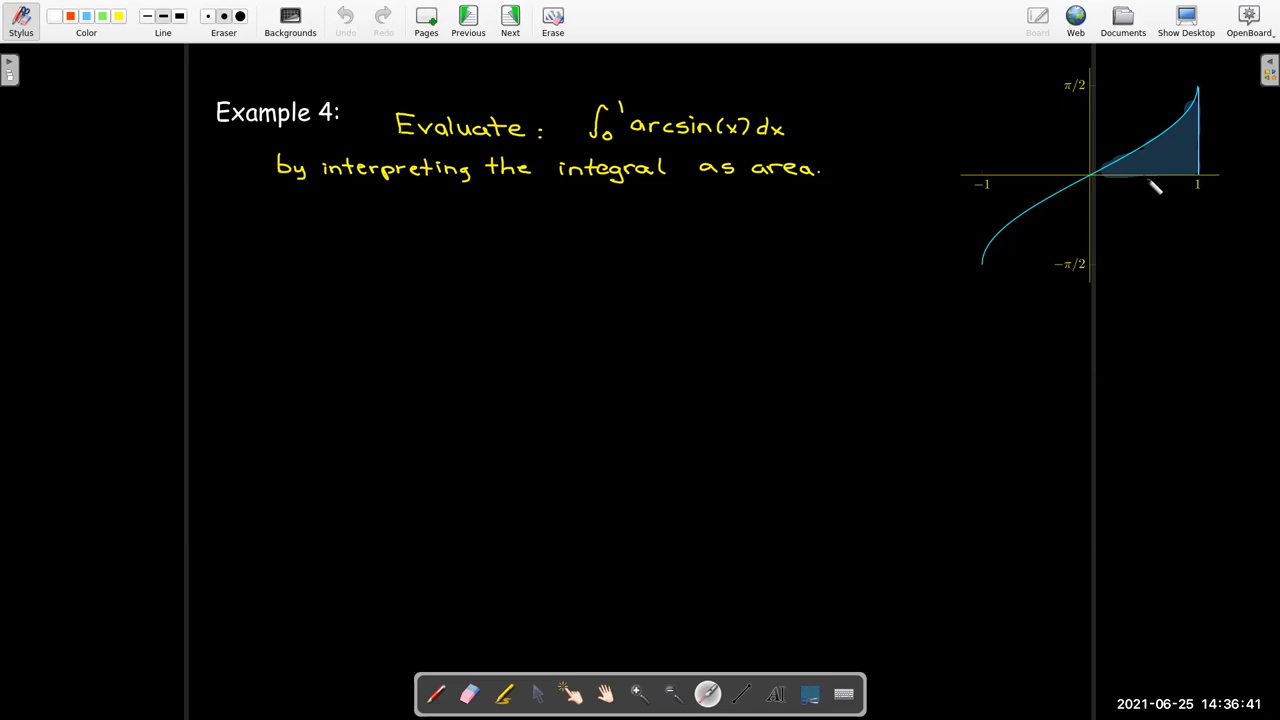 Stylus Color Line Eraser Backgrounds Undo Redo Pages Previous Next Erase Board Web Documents Show Desktop OpenBoard
Example 4: Evaluate : ∫₀¹ arcsin(x) dx
by interpreting the integral as area.
π/2
−1 1
−π/2
AI
2021-06-25 14:36:41